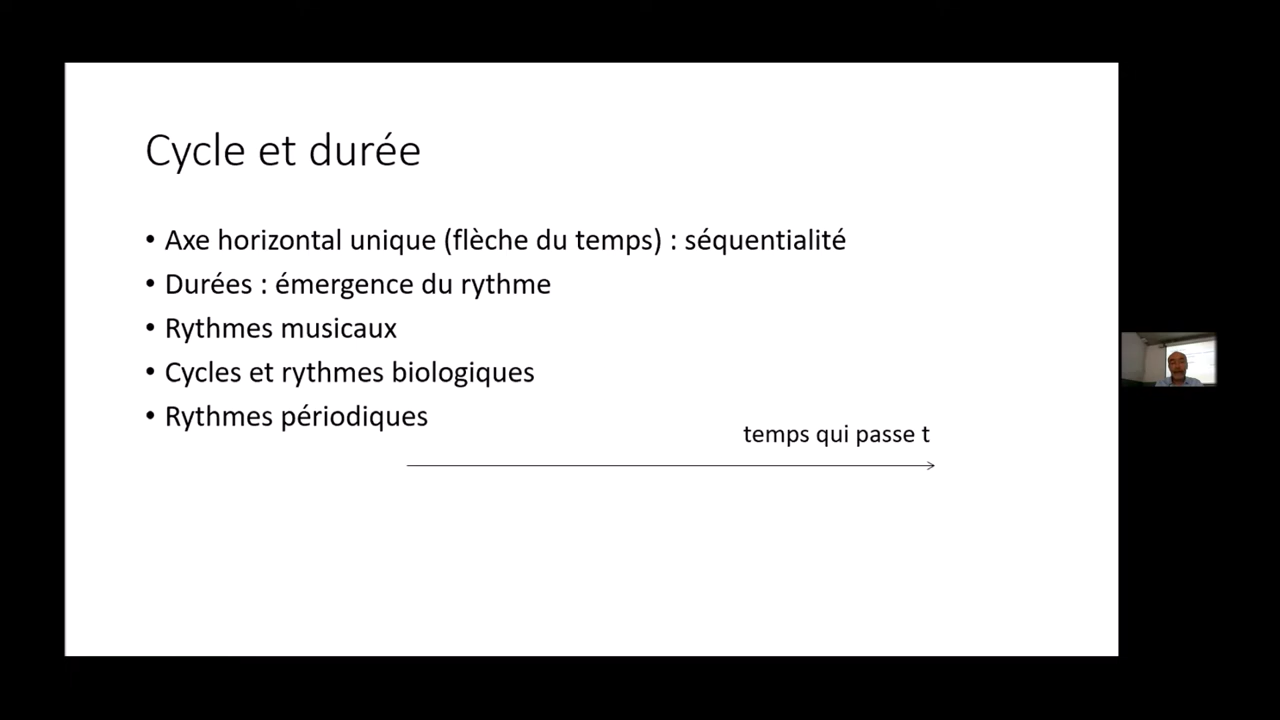 Cycle et durée
• Axe horizontal unique (flèche du temps) : séquentialité
• Durées : émergence du rythme
• Rythmes musicaux
• Cycles et rythmes biologiques
• Rythmes périodiques
temps qui passe t